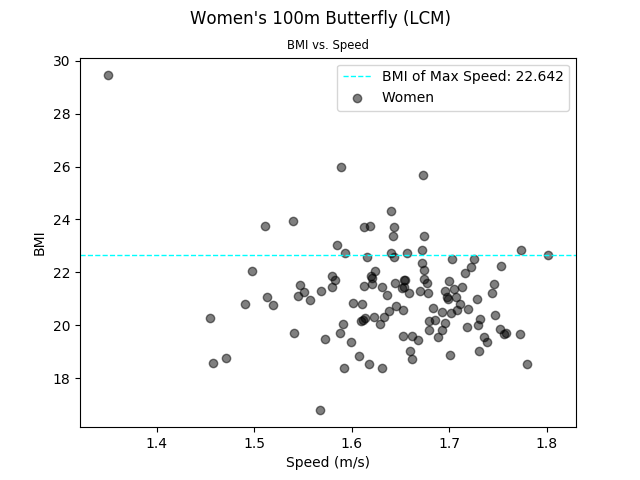 Women's 100m Butterfly (LCM)
BMI vs. Speed
BMI of Max Speed: 22.642
Women
30
28
26
24
22
20
18
BMI
1.4
1.5
1.6
1.7
1.8
Speed (m/s)